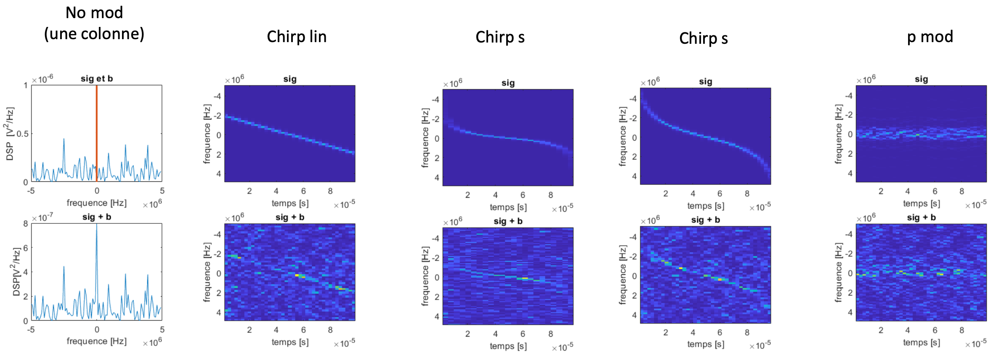 No mod
(une colonne)
Chirp lin
Chirp s
Chirp s
p mod
×10-6
sig et b
1
0.5
0
DSP [V2/Hz]
-5
0
5
frequence [Hz]
×106
×10-7
sig + b
8
6
4
2
0
DSP[V2/Hz]
-5
0
5
frequence [Hz]
×106
×106
sig
-4
-2
0
2
4
frequence [Hz]
2 4 6 8
temps [s]
×10-5
×106
sig + b
-4
-2
0
2
4
frequence [Hz]
2 4 6 8
temps [s]
×10-5
×106
sig
-4
-2
0
2
4
frequence [Hz]
2 4 6 8
temps [s]
×10-5
×106
sig + b
-4
-2
0
2
4
frequence [Hz]
2 4 6 8
temps [s]
×10-5
×106
sig
-4
-2
0
2
4
frequence [Hz]
2 4 6 8
temps [s]
×10-5
×106
sig + b
-4
-2
0
2
4
frequence [Hz]
2 4 6 8
temps [s]
×10-5
×106
sig
-4
-2
0
2
4
frequence [Hz]
2 4 6 8
temps [s]
×10-5
×106
sig + b
-4
-2
0
2
4
frequence [Hz]
2 4 6 8
temps [s]
×10-5